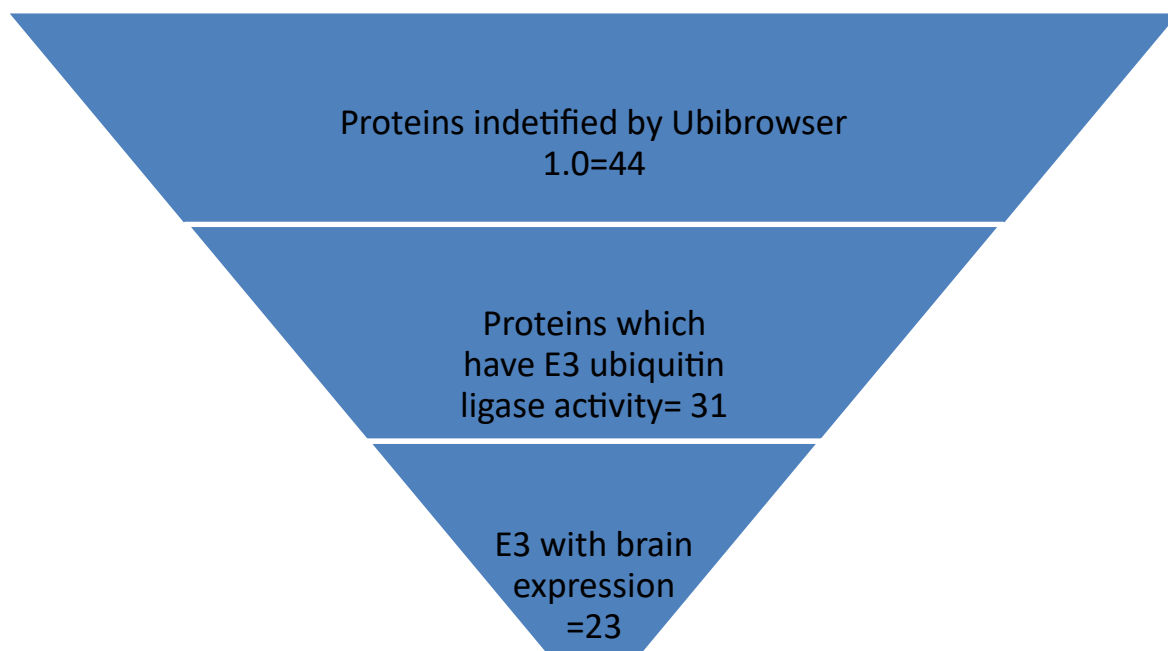 Proteins indetified by Ubibrowser
1.0=44
Proteins which
have E3 ubiquitin
ligase activity= 31
E3 with brain
expression
=23